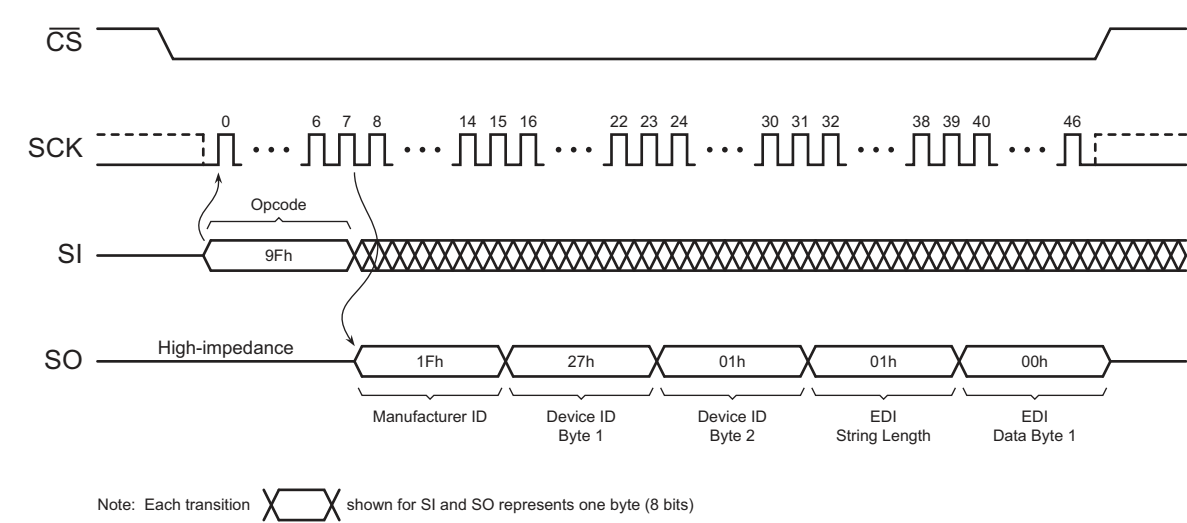 CS
SCK
0 6 7 8 14 15 16 22 23 24 30 31 32 38 39 40 46
Opcode
SI
9Fh
High-impedance
SO
1Fh 27h 01h 01h 00h
Manufacturer ID
Device ID
Byte 1
Device ID
Byte 2
EDI
String Length
EDI
Data Byte 1
Note: Each transition shown for SI and SO represents one byte (8 bits)